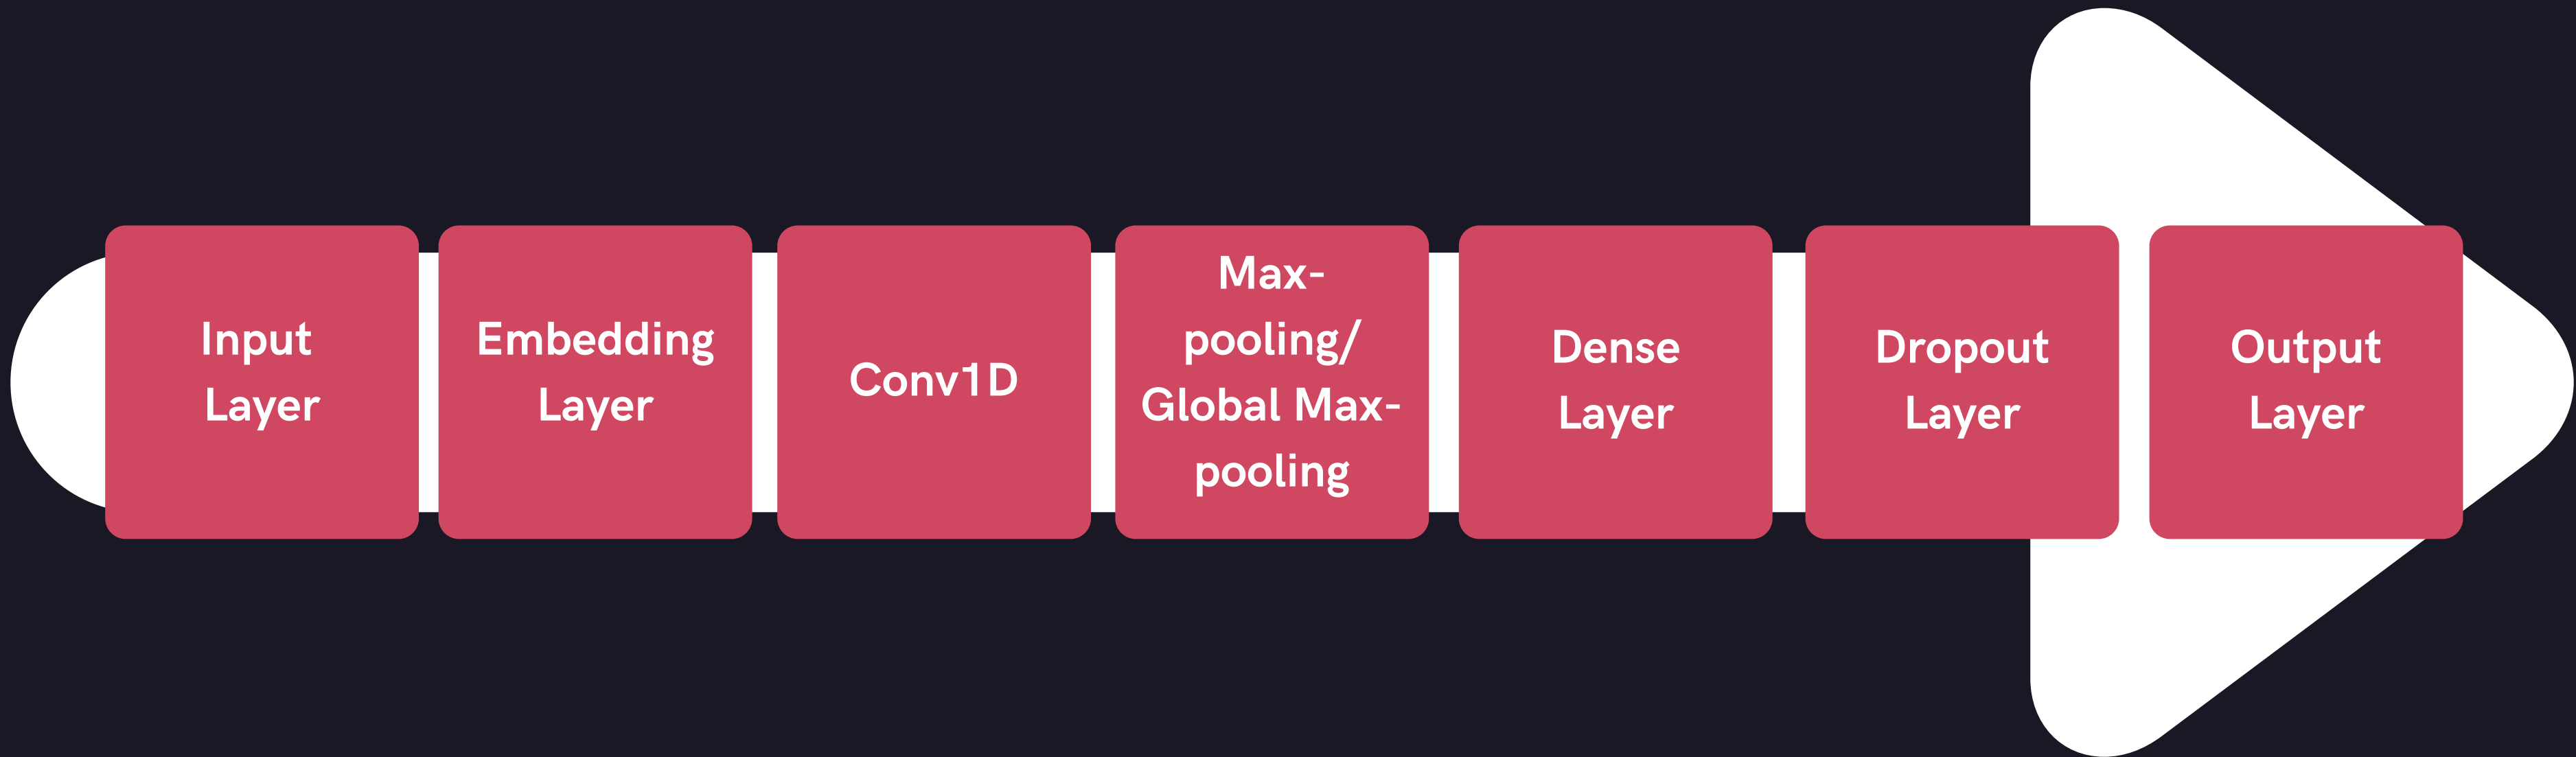 Input
Layer
Embedding
Layer
Conv1D
Max-
pooling/
Global Max-
pooling
Dense
Layer
Dropout
Layer
Output
Layer